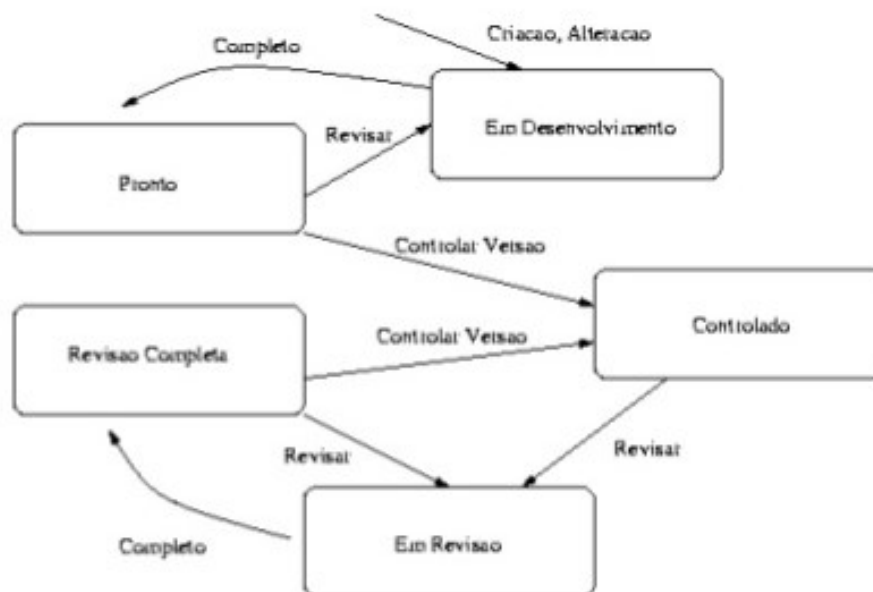 Completo
Criacao, Alteracao
Em Desenvolvimento
Revisar
Pronto
Controlar Versao
Controlado
Revisao Completa
Controlar Versao
Revisar
Revisar
Completo
Em Revisao